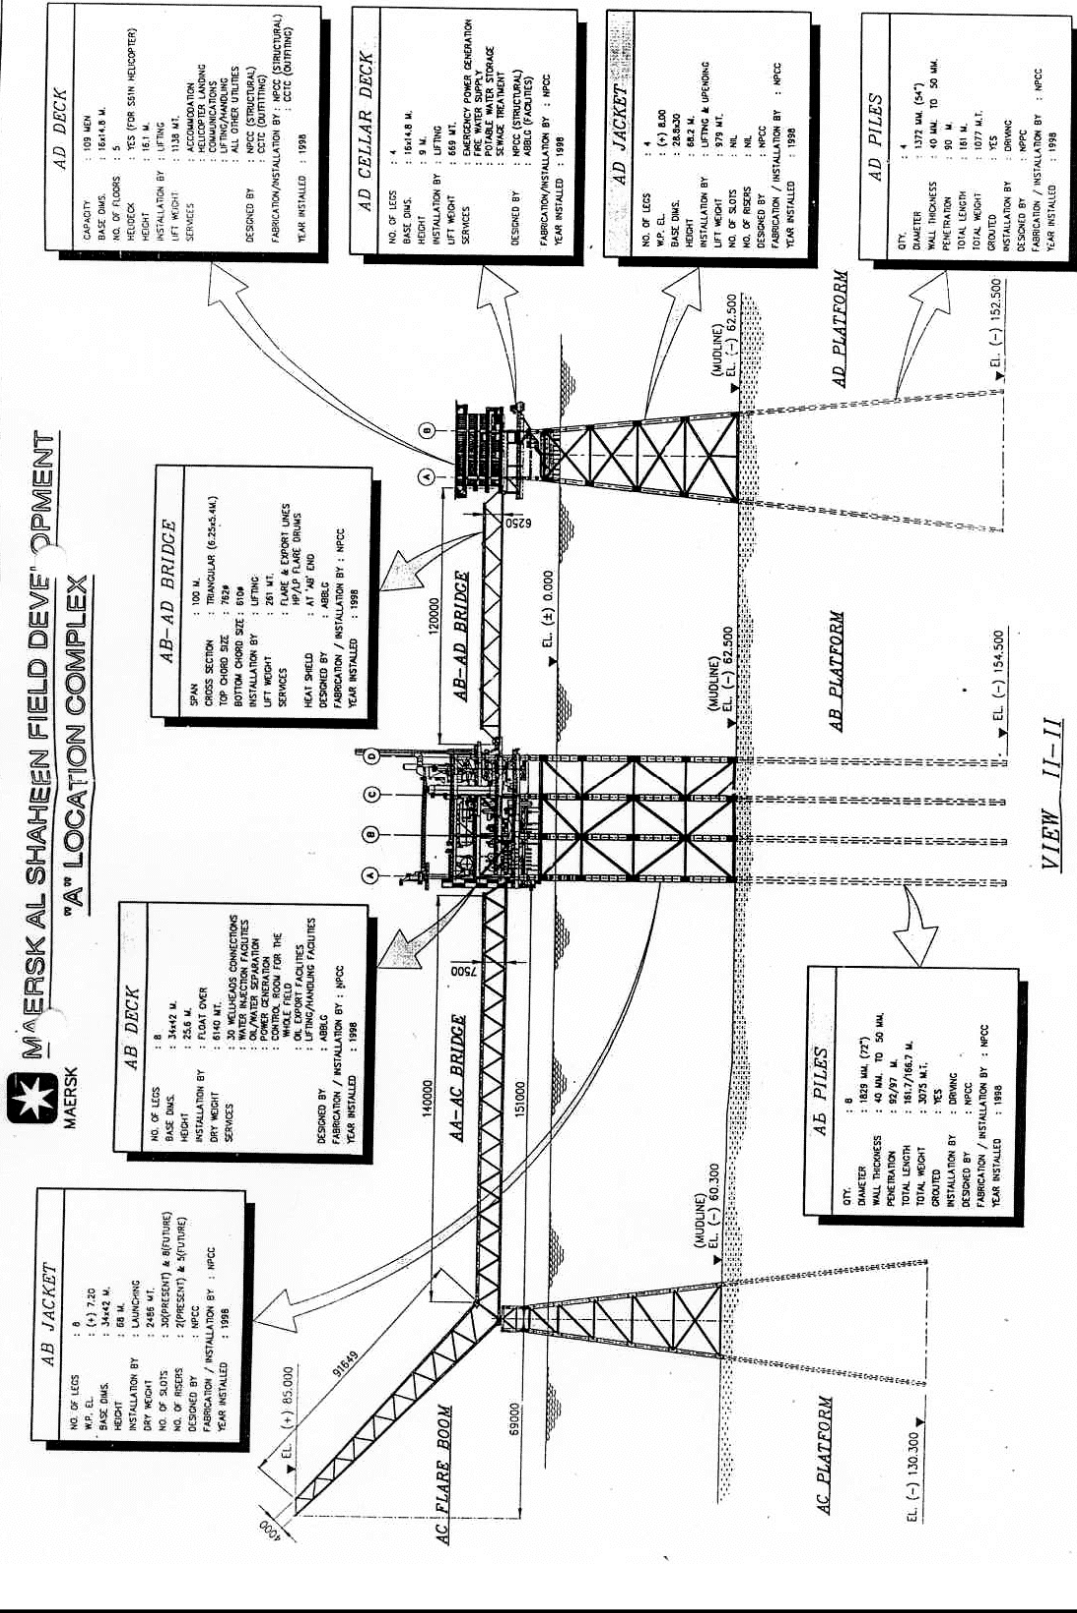 MAERSK AL SHAHEEN FIELD DEVE OPMENT
"A" LOCATION COMPLEX
MAERSK
AB JACKET
NO. OF LEGS : 8
W.P. EL. : (+) 7.20
BASE DIMS. : 34x42 M.
HEIGHT : 68 M.
INSTALLATION BY : LAUNCHING
DRY WEIGHT : 2486 MT.
NO. OF SLOTS : 30(PRESENT) & 8(FUTURE)
NO. OF RISERS : 2(PRESENT) & 5(FUTURE)
DESIGNED BY : NPCC
FABRICATION / INSTALLATION BY : NPCC
YEAR INSTALLED : 1998
AB DECK
NO. OF LEGS : 8
BASE DIMS. : 34x42 M.
HEIGHT : 25.6 M.
INSTALLATION BY : FLOAT OVER
DRY WEIGHT : 6140 MT.
SERVICES : 30 WELLHEADS CONNECTIONS
: WATER INJECTION FACILITIES
: OIL/WATER SEPARATION
: POWER GENERATION
: CONTROL ROOM FOR THE
WHOLE FIELD
: OIL EXPORT FACILITIES
: LIFTING/HANDLING FACILITIES
DESIGNED BY : ABBLG
FABRICATION / INSTALLATION BY : NPCC
YEAR INSTALLED : 1998
AB-AD BRIDGE
SPAN : 100 M.
CROSS SECTION : TRIANGULAR (6.25x5.4M.)
TOP CHORD SIZE : 762ø
BOTTOM CHORD SIZE : 610ø
INSTALLATION BY : LIFTING
LIFT WEIGHT : 261 MT.
SERVICES : FLARE & EXPORT LINES
HP/LP FLARE DRUMS
HEAT SHIELD : AT 'AB' END
DESIGNED BY : ABBLG
FABRICATION / INSTALLATION BY : NPCC
YEAR INSTALLED : 1998
AD DECK
CAPACITY : 109 MEN
BASE DIMS. : 16x14.8 M.
NO. OF FLOORS : 5
HELIDECK : YES (FOR S61N HELICOPTER)
HEIGHT : 16.1 M.
INSTALLATION BY : LIFTING
LIFT WEIGHT : 1138 MT.
SERVICES : ACCOMMODATION
HELICOPTER LANDING
COMMUNICATIONS
LIFTING/HANDLING
ALL OTHER UTILITIES
DESIGNED BY : NPCC (STRUCTURAL)
: CCTC (OUTFITTING)
FABRICATION/INSTALLATION BY : NPCC (STRUCTURAL)
: CCTC (OUTFITTING)
YEAR INSTALLED : 1998
AD CELLAR DECK
NO. OF LEGS : 4
BASE DIMS. : 16x14.8 M.
HEIGHT : 9 M.
INSTALLATION BY : LIFTING
LIFT WEIGHT : 669 MT.
SERVICES : EMERGENCY POWER GENERATION
: FIRE WATER SUPPLY
: POTABLE WATER STORAGE
: SEWAGE TREATMENT
DESIGNED BY : NPCC (STRUCTURAL)
: ABBLG (FACILITIES)
FABRICATION/INSTALLATION BY : NPCC
YEAR INSTALLED : 1998
AD JACKET
NO. OF LEGS : 4
W.P. EL. : (+) 8.00
BASE DIMS. : 28.8x30
HEIGHT : 68.2 M.
INSTALLATION BY : LIFTING & UPENDING
LIFT WEIGHT : 979 MT.
NO. OF SLOTS : NIL
NO. OF RISERS : NIL
DESIGNED BY : NPCC
FABRICATION / INSTALLATION BY : NPCC
YEAR INSTALLED : 1998
AD PILES
QTY. : 4
DIAMETER : 1372 MM. (54")
WALL THICKNESS : 40 MM. TO 50 MM.
PENETRATION : 90 M.
TOTAL LENGTH : 161 M.
TOTAL WEIGHT : 1077 M.T.
GROUTED : YES
INSTALLATION BY : DRIVING
DESIGNED BY : NPPC
FABRICATION / INSTALLATION BY : NPCC
YEAR INSTALLED : 1998
AB PILES
QTY. : 8
DIAMETER : 1829 MM. (72")
WALL THICKNESS : 40 MM. TO 50 MM.
PENETRATION : 92/97 M.
TOTAL LENGTH : 161.7/166.7 M.
TOTAL WEIGHT : 3075 M.T.
GROUTED : YES
INSTALLATION BY : DRIVING
DESIGNED BY : NPCC
FABRICATION / INSTALLATION BY : NPCC
YEAR INSTALLED : 1998
4000
EL. (+) 85.000
91649
69000
AC FLARE BOOM
140000
7500
AA-AC BRIDGE
151000
A
B
C
D
120000
6250
AB-AD BRIDGE
EL. (±) 0.000
A
B
(MUDLINE)
EL. (-) 60.300
(MUDLINE)
EL. (-) 62.500
(MUDLINE)
EL. (-) 62.500
AC PLATFORM
AB PLATFORM
AD PLATFORM
EL. (-) 130.300
EL. (-) 154.500
EL. (-) 152.500
VIEW II-II